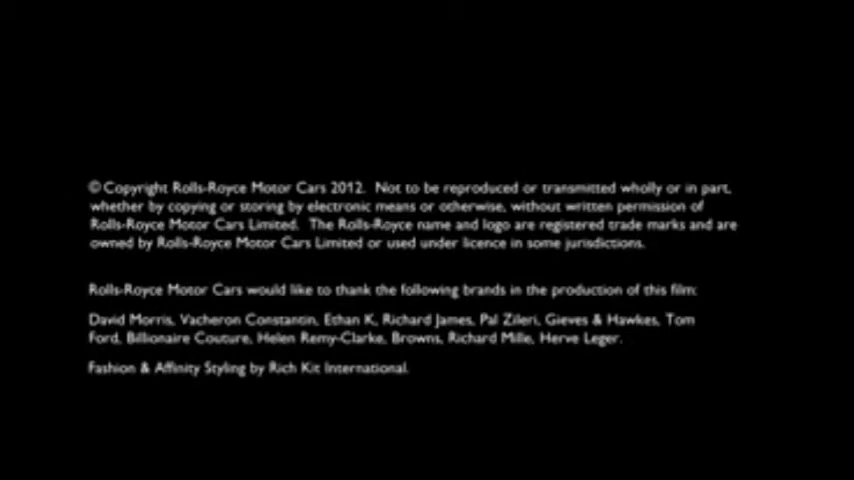 © Copyright Rolls-Royce Motor Cars 2012. Not to be reproduced or transmitted wholly or in part,
whether by copying or storing by electronic means or otherwise, without written permission of
Rolls-Royce Motor Cars Limited. The Rolls-Royce name and logo are registered trade marks and are
owned by Rolls-Royce Motor Cars Limited or used under licence in some jurisdictions.
Rolls-Royce Motor Cars would like to thank the following brands in the production of this film:
David Morris, Vacheron Constantin, Ethan K, Richard James, Pal Zileri, Gieves & Hawkes, Tom
Ford, Billionaire Couture, Helen Remy-Clarke, Browns, Richard Mille, Herve Leger.
Fashion & Affinity Styling by Rich Kit International.